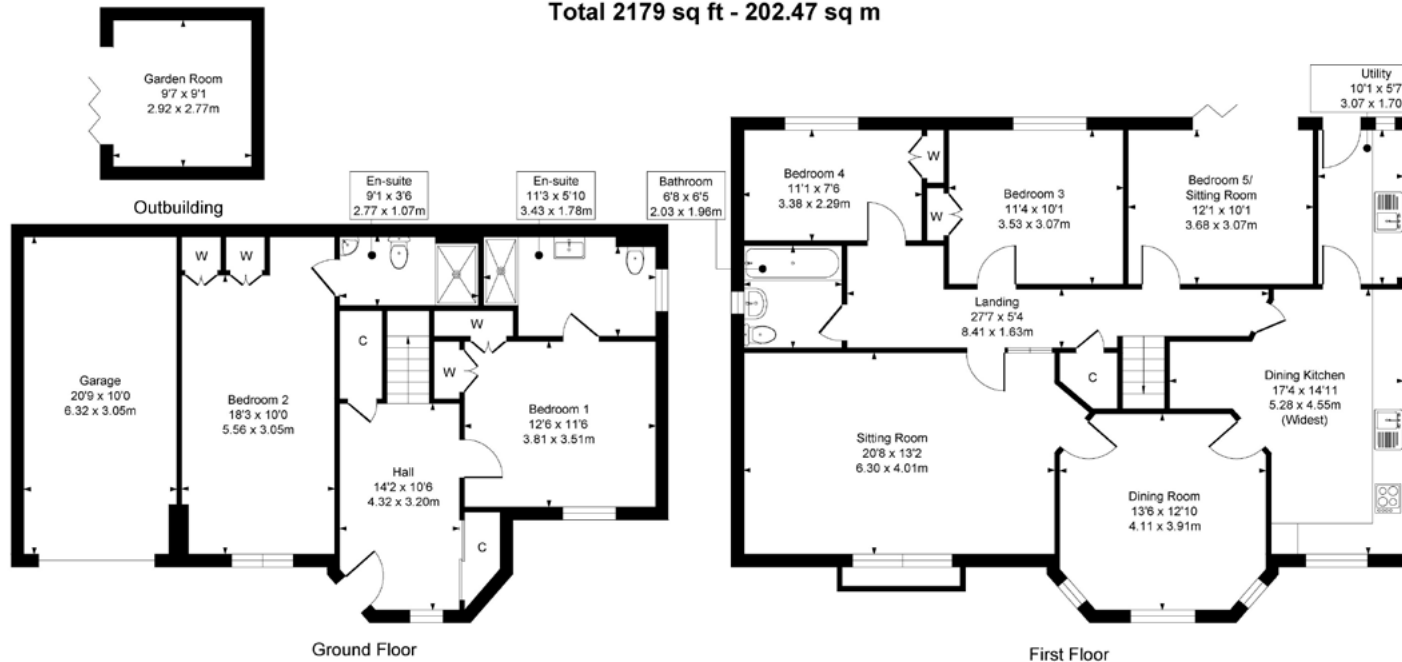 Total 2179 sq ft - 202.47 sq m
Garden Room
9'7 x 9'1
2.92 x 2.77m
Outbuilding
En-suite
9'1 x 3'6
2.77 x 1.07m
En-suite
11'3 x 5'10
3.43 x 1.78m
W
W
C
W
W
Garage
20'9 x 10'0
6.32 x 3.05m
Bedroom 2
18'3 x 10'0
5.56 x 3.05m
Bedroom 1
12'6 x 11'6
3.81 x 3.51m
Hall
14'2 x 10'6
4.32 x 3.20m
C
Ground Floor
Utility
10'1 x 5'7
3.07 x 1.70
Bathroom
6'8 x 6'5
2.03 x 1.96m
Bedroom 4
11'1 x 7'6
3.38 x 2.29m
W
W
Bedroom 3
11'4 x 10'1
3.53 x 3.07m
Bedroom 5/
Sitting Room
12'1 x 10'1
3.68 x 3.07m
Landing
27'7 x 5'4
8.41 x 1.63m
C
Dining Kitchen
17'4 x 14'11
5.28 x 4.55m
(Widest)
Sitting Room
20'8 x 13'2
6.30 x 4.01m
Dining Room
13'6 x 12'10
4.11 x 3.91m
First Floor